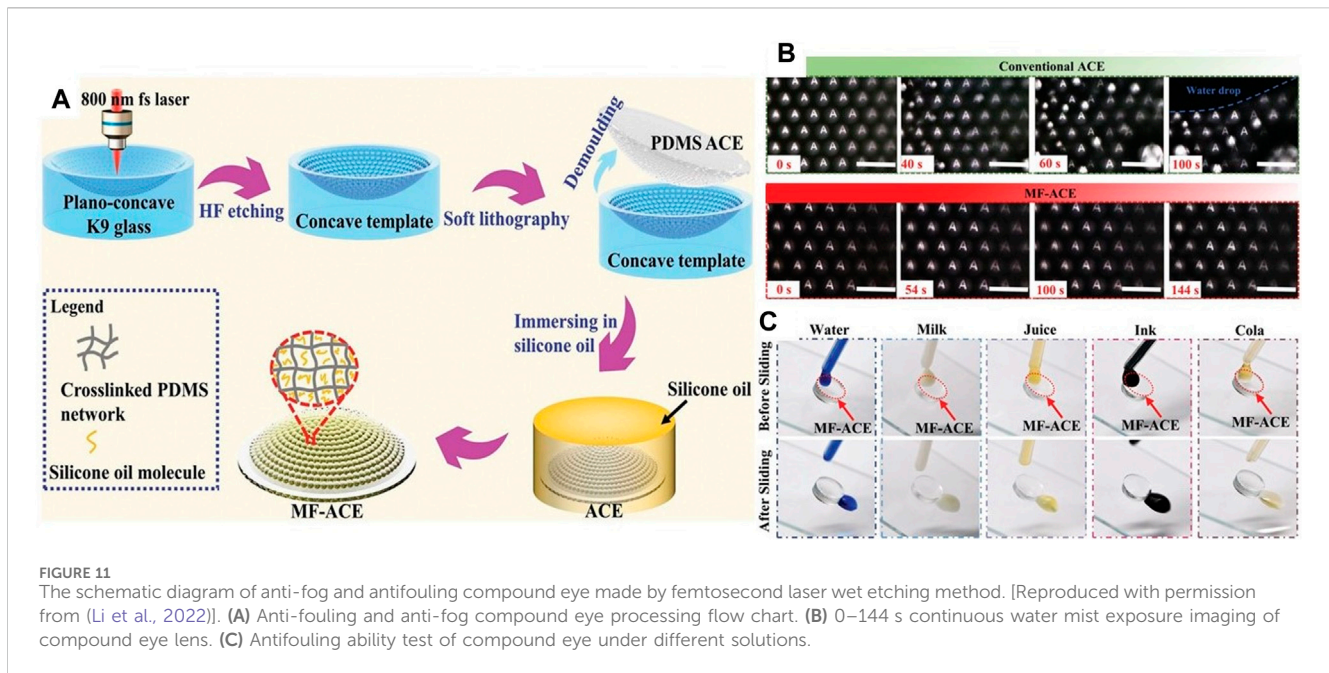 A
800 nm fs laser
Plano-concave
K9 glass
HF etching
Concave template
Soft lithography
Demoulding
PDMS ACE
Concave template
Immersing in
silicone oil
Silicone oil
ACE
MF-ACE
Legend
Crosslinked PDMS
network
Silicone oil molecule
B
Conventional ACE
0 s
40 s
60 s
100 s
Water drop
MF-ACE
0 s
54 s
100 s
144 s
C
Water
Milk
Juice
Ink
Cola
Before Sliding
MF-ACE
MF-ACE
MF-ACE
MF-ACE
MF-ACE
After Sliding
FIGURE 11
The schematic diagram of anti-fog and antifouling compound eye made by femtosecond laser wet etching method. [Reproduced with permission
from (Li et al., 2022)]. (A) Anti-fouling and anti-fog compound eye processing flow chart. (B) 0–144 s continuous water mist exposure imaging of
compound eye lens. (C) Antifouling ability test of compound eye under different solutions.